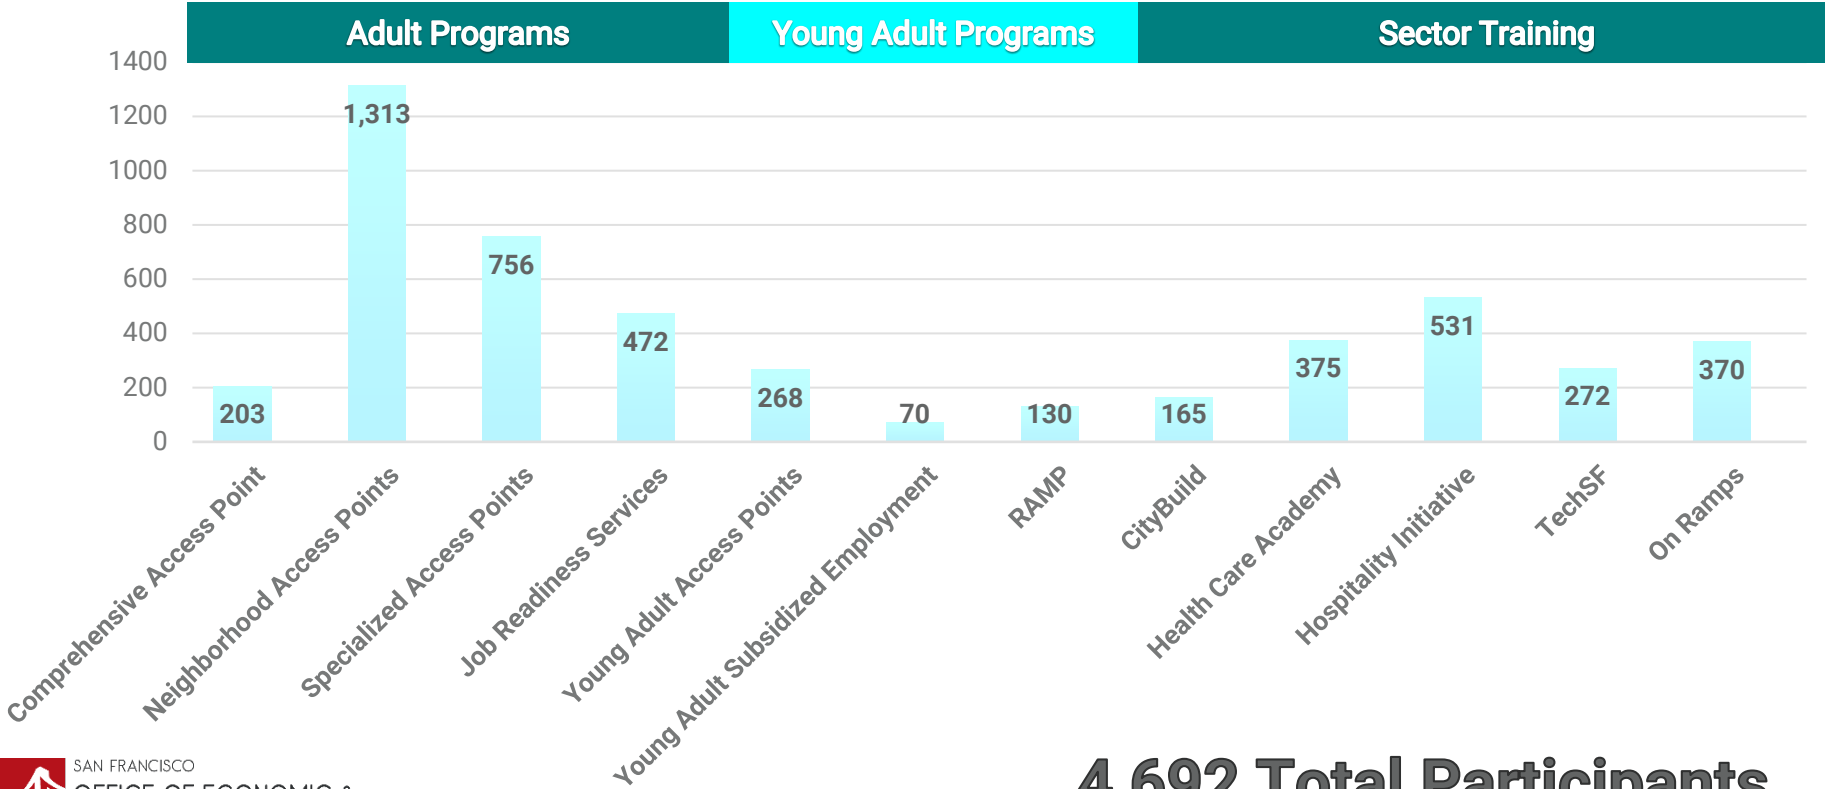 Adult Programs
Young Adult Programs
Sector Training
1400
1200
1000
800
600
400
200
0
203
1,313
756
472
268
70
130
165
375
531
272
370
Comprehensive Access Point
Neighborhood Access Points
Specialized Access Points
Job Readiness Services
Young Adult Access Points
Young Adult Subsidized Employment
RAMP
CityBuild
Health Care Academy
Hospitality Initiative
TechSF
On Ramps
SAN FRANCISCO
OFFICE OF ECONOMIC &
4,692 Total Participants